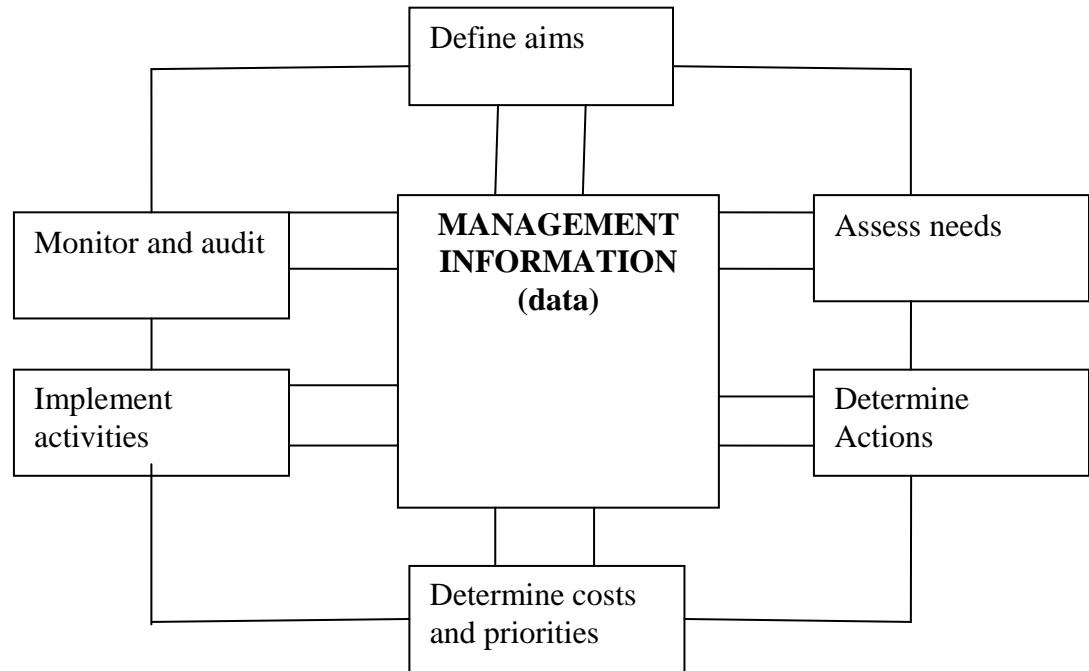 Define aims
Monitor and audit
MANAGEMENT
INFORMATION
(data)
Assess needs
Implement
activities
Determine
Actions
Determine costs
and priorities